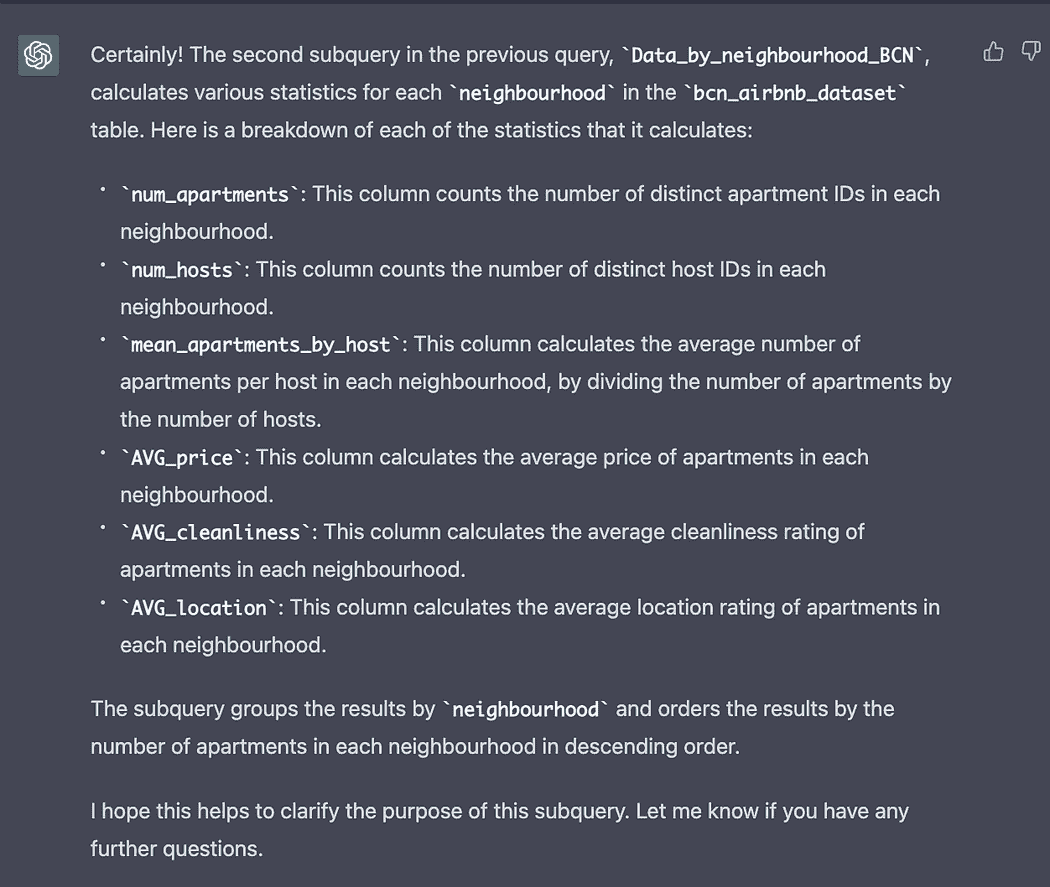 Certainly! The second subquery in the previous query, `Data_by_neighbourhood_BCN`,
calculates various statistics for each `neighbourhood` in the `bcn_airbnb_dataset`
table. Here is a breakdown of each of the statistics that it calculates:
• `num_apartments`: This column counts the number of distinct apartment IDs in each
neighbourhood.
• `num_hosts`: This column counts the number of distinct host IDs in each
neighbourhood.
• `mean_apartments_by_host`: This column calculates the average number of
apartments per host in each neighbourhood, by dividing the number of apartments by
the number of hosts.
• `AVG_price`: This column calculates the average price of apartments in each
neighbourhood.
• `AVG_cleanliness`: This column calculates the average cleanliness rating of
apartments in each neighbourhood.
• `AVG_location`: This column calculates the average location rating of apartments in
each neighbourhood.
The subquery groups the results by `neighbourhood` and orders the results by the
number of apartments in each neighbourhood in descending order.
I hope this helps to clarify the purpose of this subquery. Let me know if you have any
further questions.